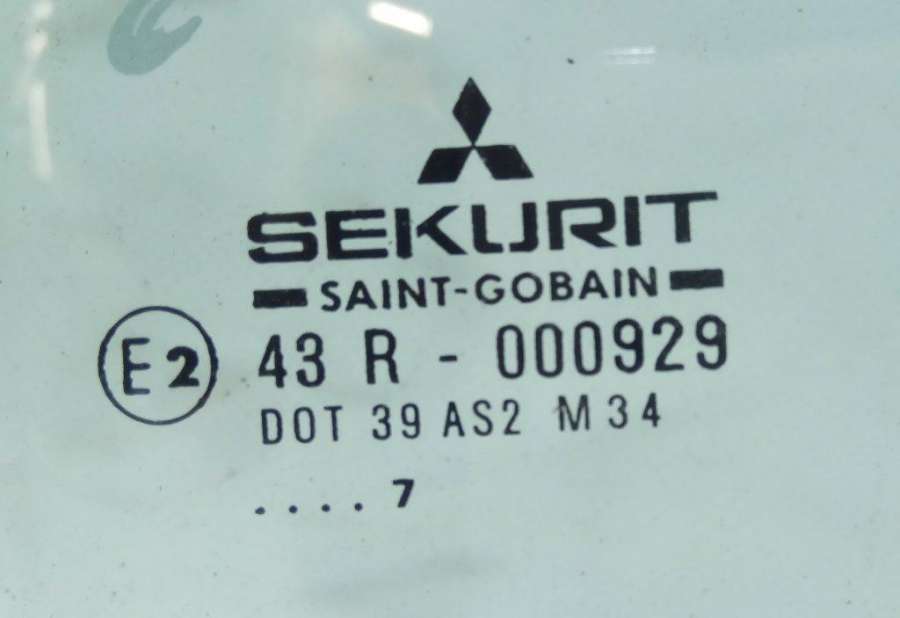 SEKURIT
SAINT-GOBAIN
E2 43 R - 000929
DOT 39 AS2 M34
.... 7